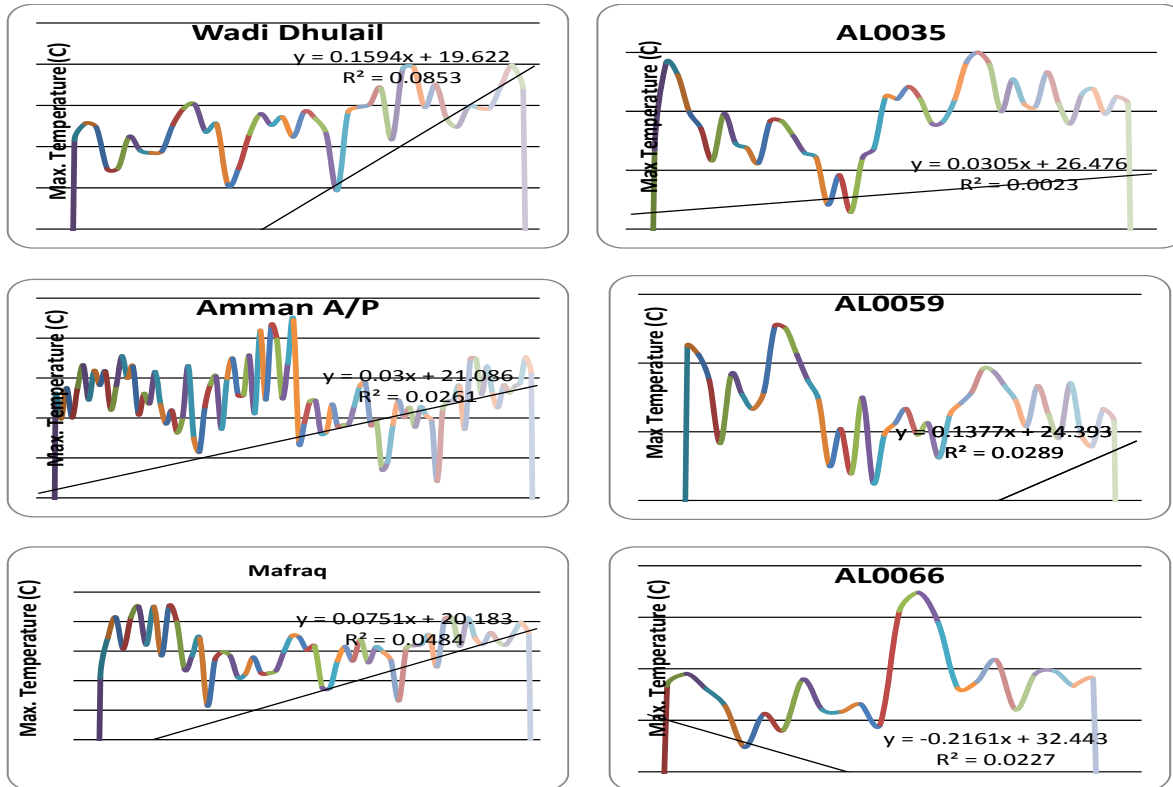 Wadi Dhulail
y = 0.1594x + 19.622
R² = 0.0853
Max. Temperature (C)
AL0035
y = 0.0305x + 26.476
R² = 0.0023
Max. Temperature (C)
Amman A/P
y = 0.03x + 21.086
R² = 0.0261
Max. Temperature (C)
AL0059
y = 0.1377x + 24.393
R² = 0.0289
Max. Temperature (C)
Mafraq
y = 0.0751x + 20.183
R² = 0.0484
Max. Temperature (C)
AL0066
y = -0.2161x + 32.443
R² = 0.0227
Max. Temperature (C)